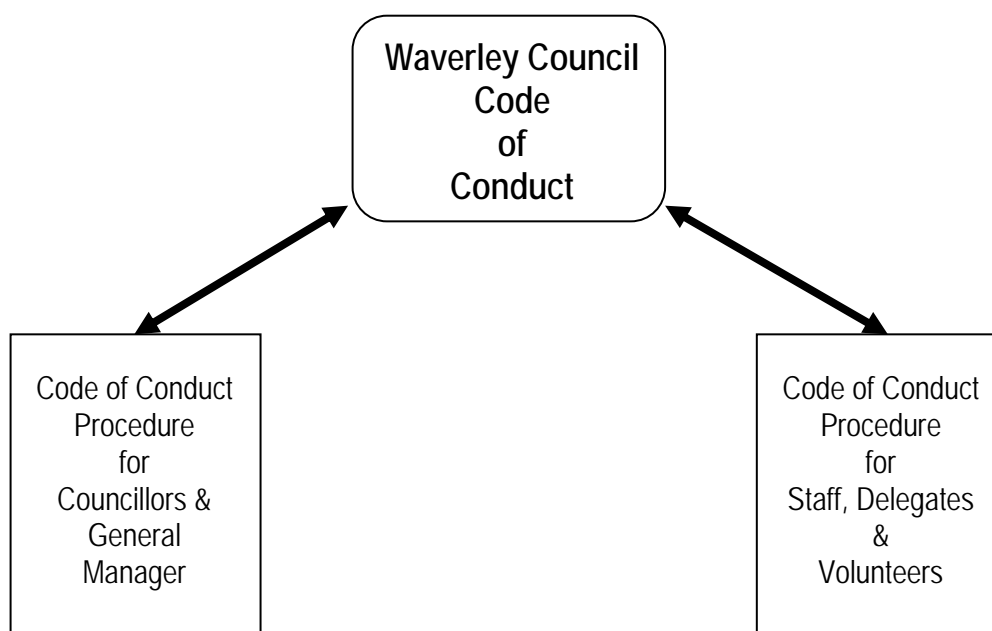 Waverley Council
Code
of
Conduct
Code of Conduct
Procedure
for
Councillors &
General
Manager
Code of Conduct
Procedure
for
Staff, Delegates
&
Volunteers